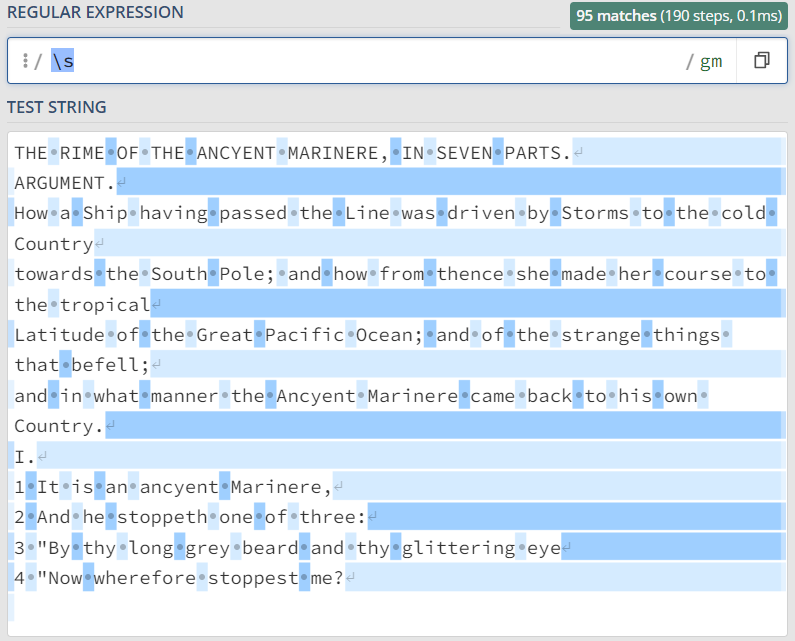 REGULAR EXPRESSION
95 matches (190 steps, 0.1ms)
/ \s / gm
TEST STRING
THE RIME OF THE ANCYENT MARINERE, IN SEVEN PARTS.
ARGUMENT.
How a Ship having passed the Line was driven by Storms to the cold
Country
towards the South Pole; and how from thence she made her course to
the tropical
Latitude of the Great Pacific Ocean; and of the strange things
that befell;
and in what manner the Ancyent Marinere came back to his own
Country.
I.
1 It is an ancyent Marinere,
2 And he stoppeth one of three:
3 "By thy long grey beard and thy glittering eye
4 "Now wherefore stoppest me?